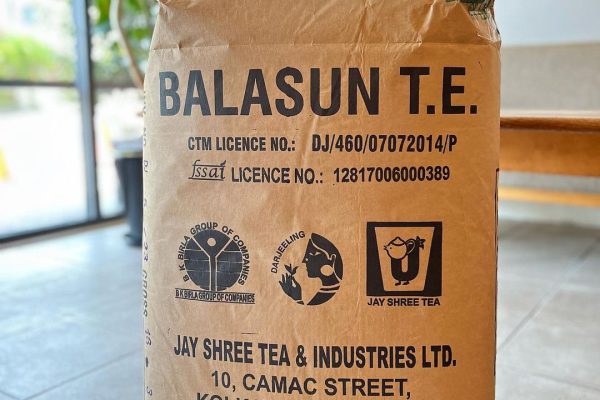 BALASUN T.E.
CTM LICENCE NO.: DJ/460/07072014/P
fssai LICENCE NO.: 12817006000389
B K BIRLA GROUP OF COMPANIES
B K BIRLA GROUP OF COMPANIES
DARJEELING
JAY SHREE TEA
JAY SHREE TEA & INDUSTRIES LTD.
10, CAMAC STREET,